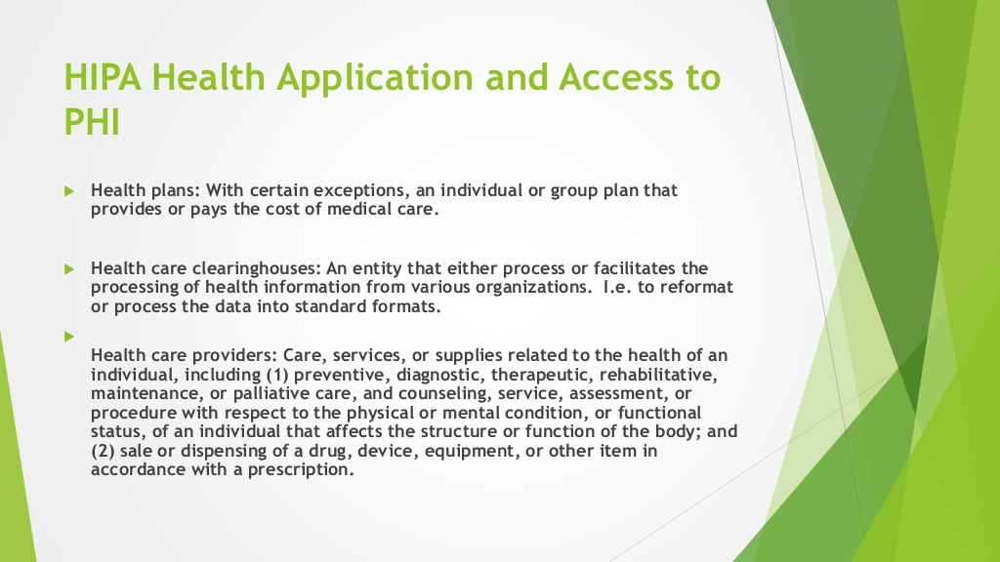 HIPA Health Application and Access to
PHI
Health plans: With certain exceptions, an individual or group plan that
provides or pays the cost of medical care.
Health care clearinghouses: An entity that either process or facilitates the
processing of health information from various organizations.  I.e. to reformat
or process the data into standard formats.
Health care providers: Care, services, or supplies related to the health of an
individual, including (1) preventive, diagnostic, therapeutic, rehabilitative,
maintenance, or palliative care, and counseling, service, assessment, or
procedure with respect to the physical or mental condition, or functional
status, of an individual that affects the structure or function of the body; and
(2) sale or dispensing of a drug, device, equipment, or other item in
accordance with a prescription.